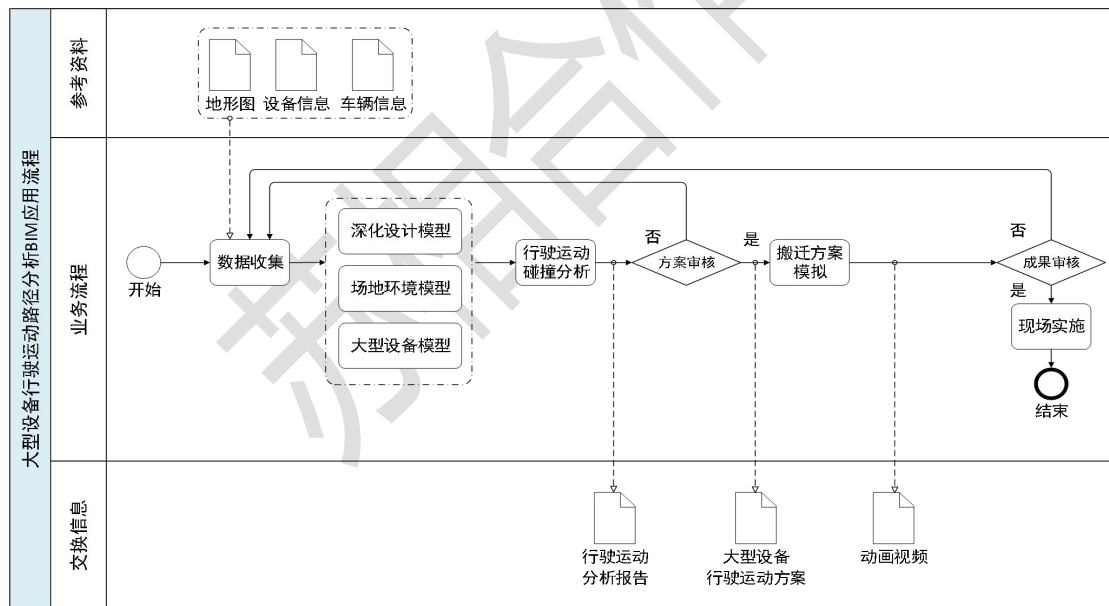 大型设备行驶运动路径分析BIM应用流程
参考资料
地形图
设备信息
车辆信息
业务流程
开始
数据收集
深化设计模型
场地环境模型
大型设备模型
行驶运动
碰撞分析
否
方案审核
是
搬迁方案
模拟
否
成果审核
是
现场实施
结束
交换信息
行驶运动
分析报告
大型设备
行驶运动方案
动画视频